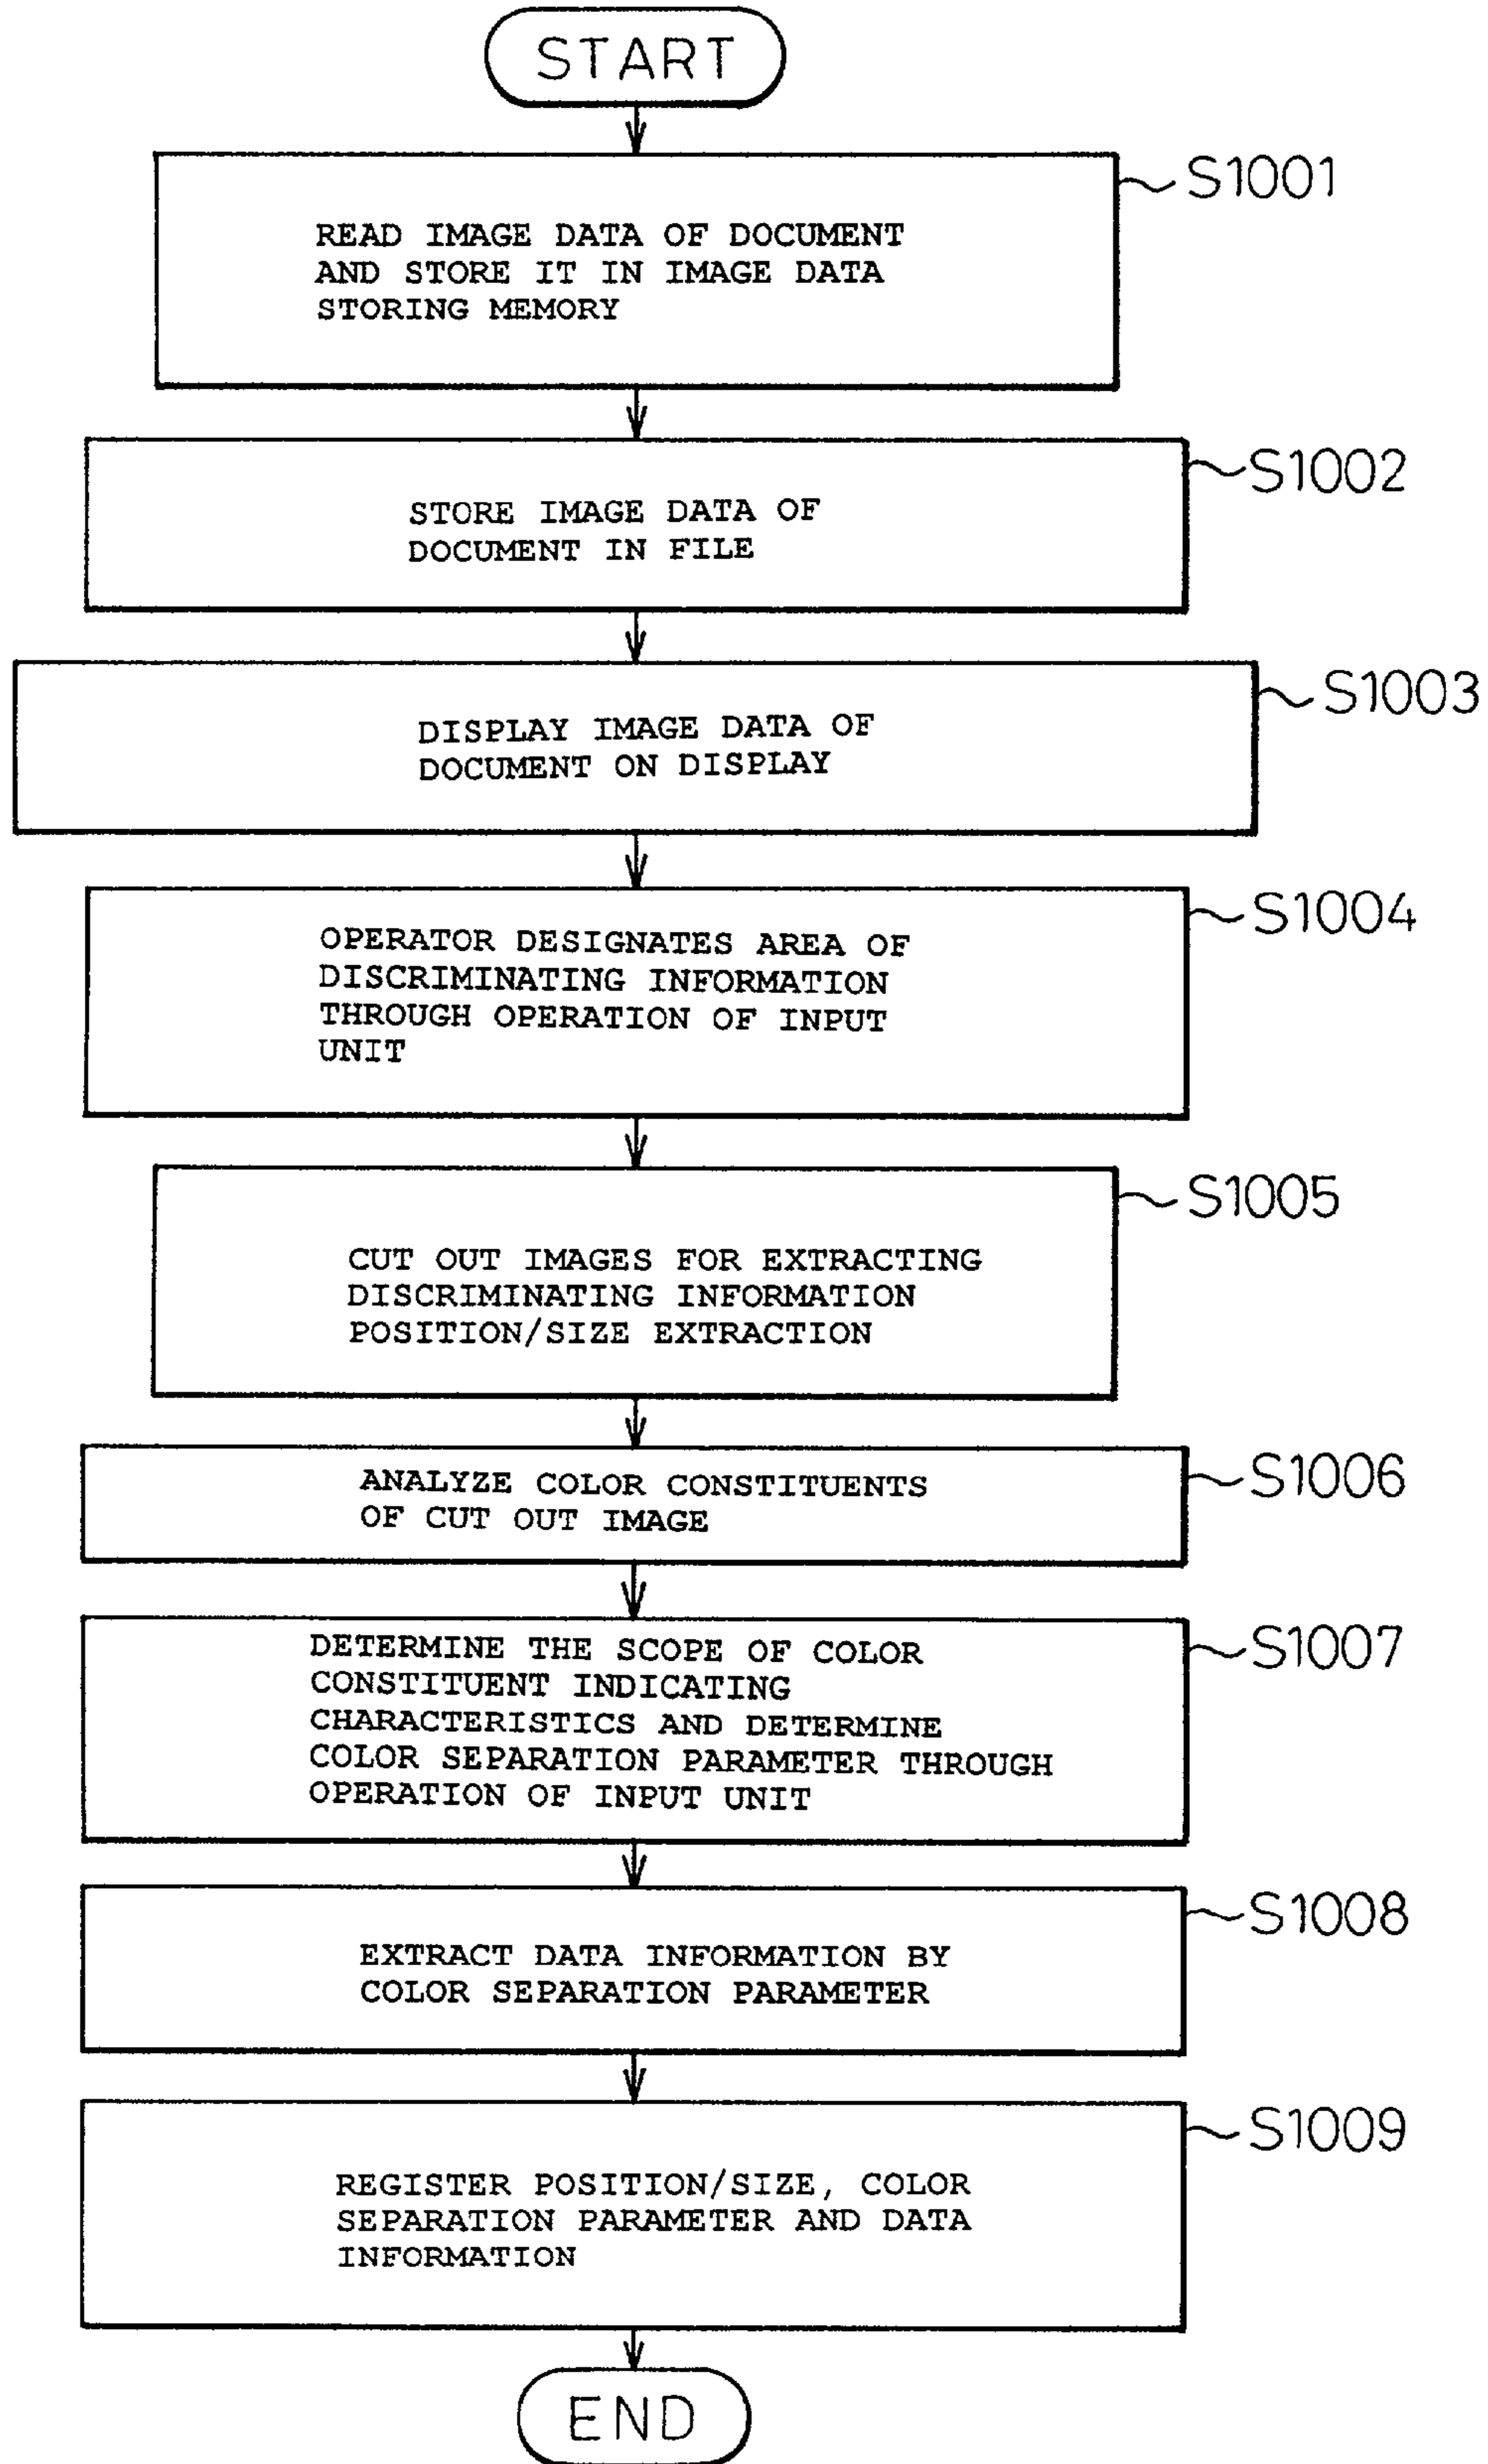 START
S1001
READ IMAGE DATA OF DOCUMENT
AND STORE IT IN IMAGE DATA
STORING MEMORY
S1002
STORE IMAGE DATA OF
DOCUMENT IN FILE
S1003
DISPLAY IMAGE DATA OF
DOCUMENT ON DISPLAY
S1004
OPERATOR DESIGNATES AREA OF
DISCRIMINATING INFORMATION
THROUGH OPERATION OF INPUT
UNIT
S1005
CUT OUT IMAGES FOR EXTRACTING
DISCRIMINATING INFORMATION
POSITION/SIZE EXTRACTION
S1006
ANALYZE COLOR CONSTITUENTS
OF CUT OUT IMAGE
S1007
DETERMINE THE SCOPE OF COLOR
CONSTITUENT INDICATING
CHARACTERISTICS AND DETERMINE
COLOR SEPARATION PARAMETER THROUGH
OPERATION OF INPUT UNIT
S1008
EXTRACT DATA INFORMATION BY
COLOR SEPARATION PARAMETER
S1009
REGISTER POSITION/SIZE, COLOR
SEPARATION PARAMETER AND DATA
INFORMATION
END